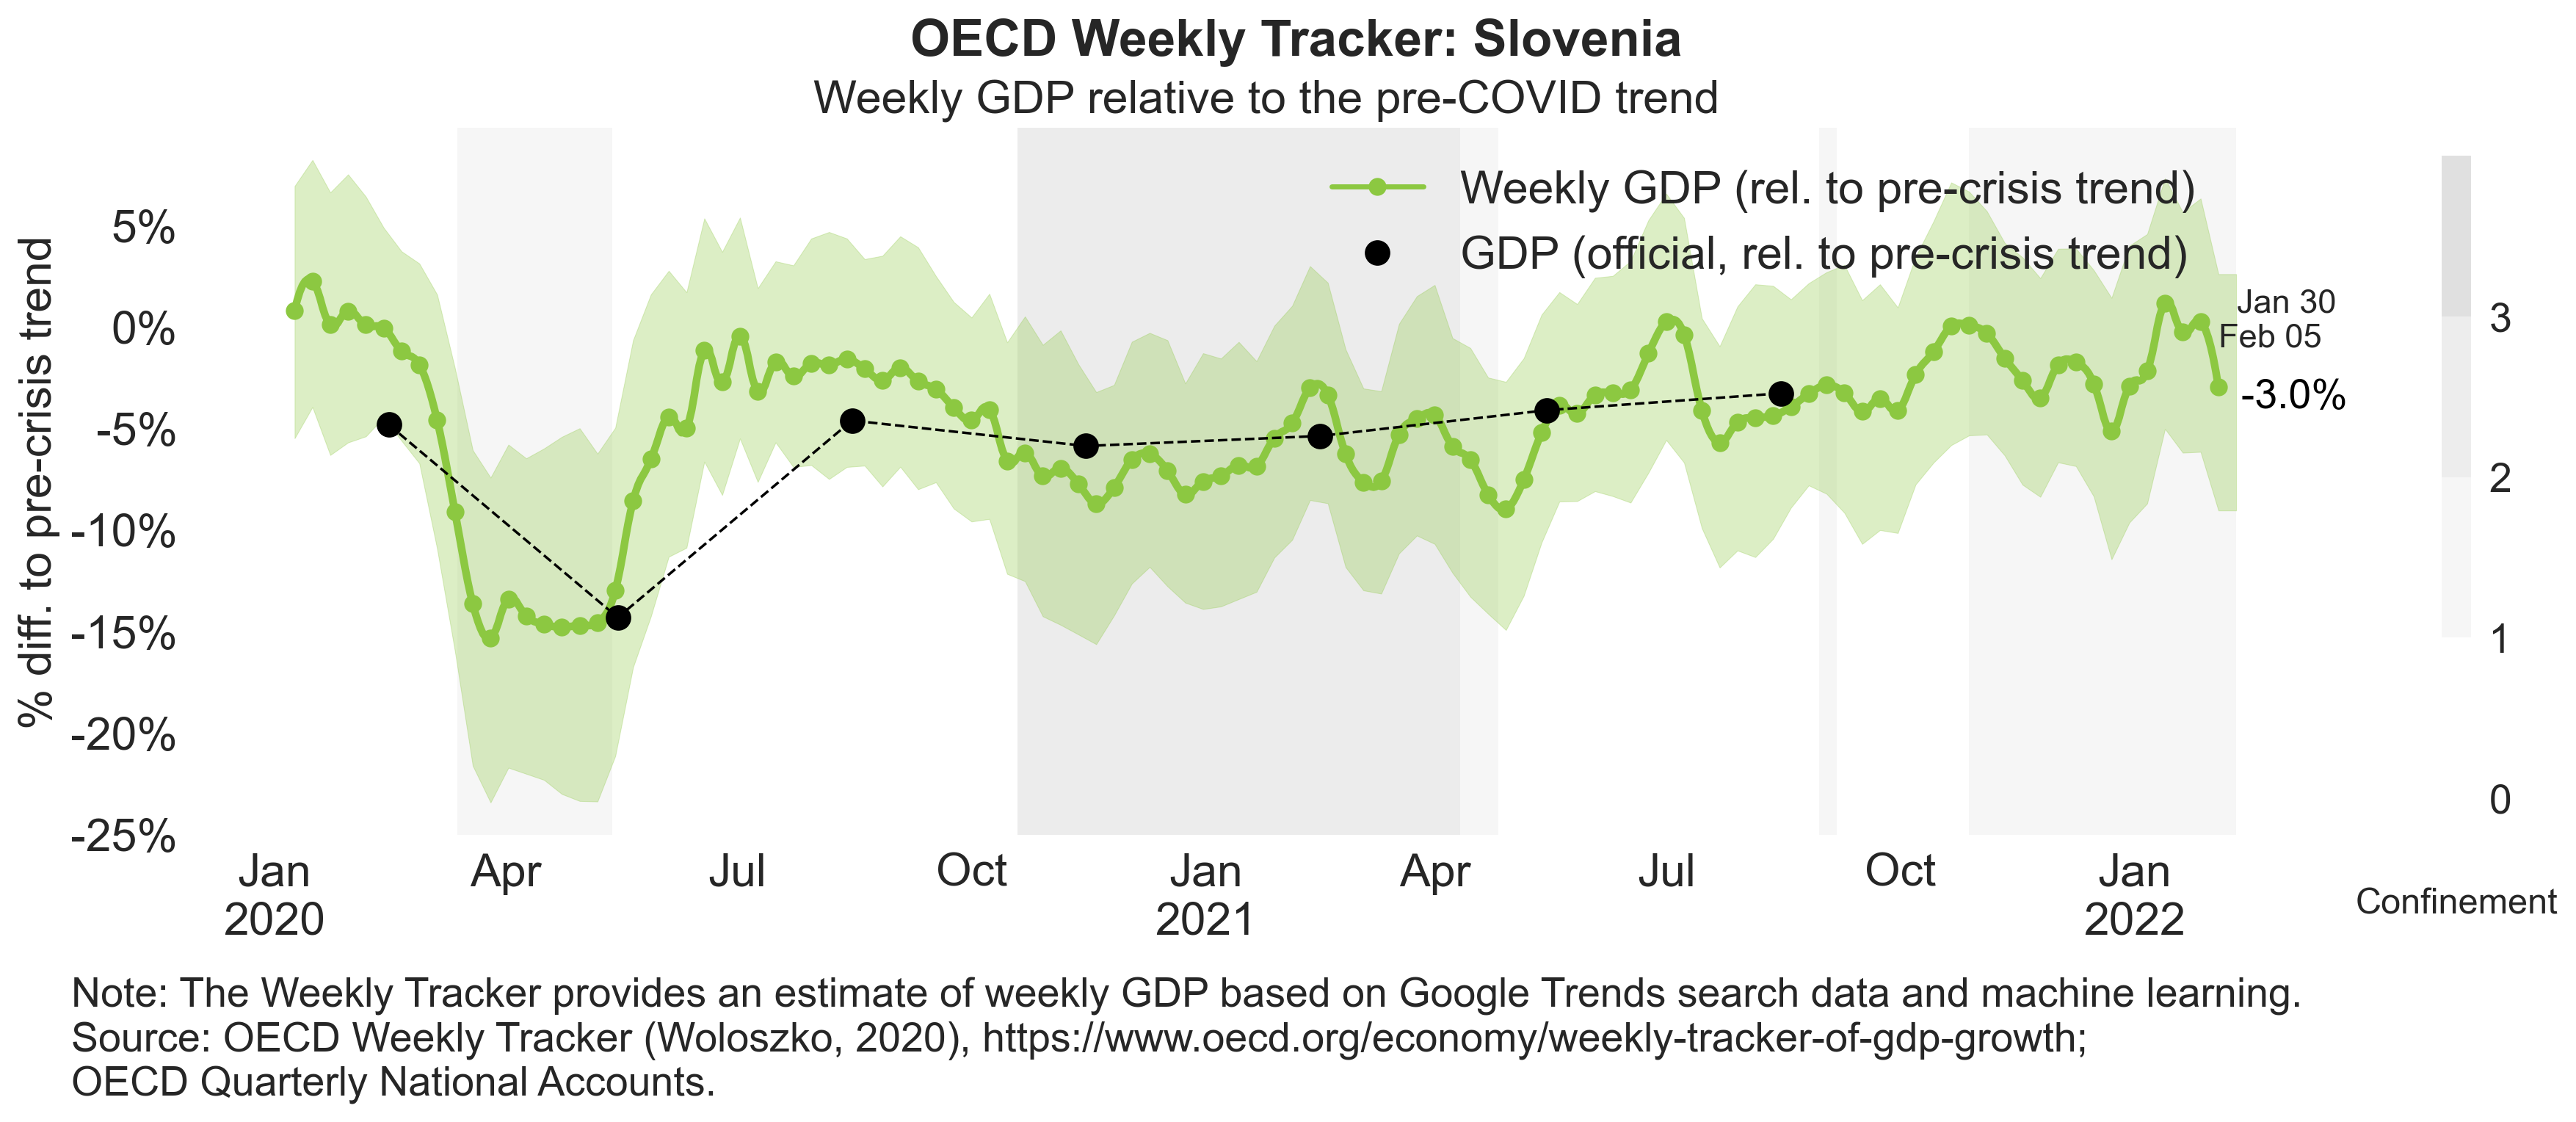 OECD Weekly Tracker: Slovenia
Weekly GDP relative to the pre-COVID trend
Weekly GDP (rel. to pre-crisis trend)
GDP (official, rel. to pre-crisis trend)
% diff. to pre-crisis trend
5%
0%
-5%
-10%
-15%
-20%
-25%
Jan 30
Feb 05
-3.0%
3
2
1
0
Confinement
Jan Apr Jul Oct Jan Apr Jul Oct Jan
2020 2021 2022
Note: The Weekly Tracker provides an estimate of weekly GDP based on Google Trends search data and machine learning.
Source: OECD Weekly Tracker (Woloszko, 2020), https://www.oecd.org/economy/weekly-tracker-of-gdp-growth;
OECD Quarterly National Accounts.